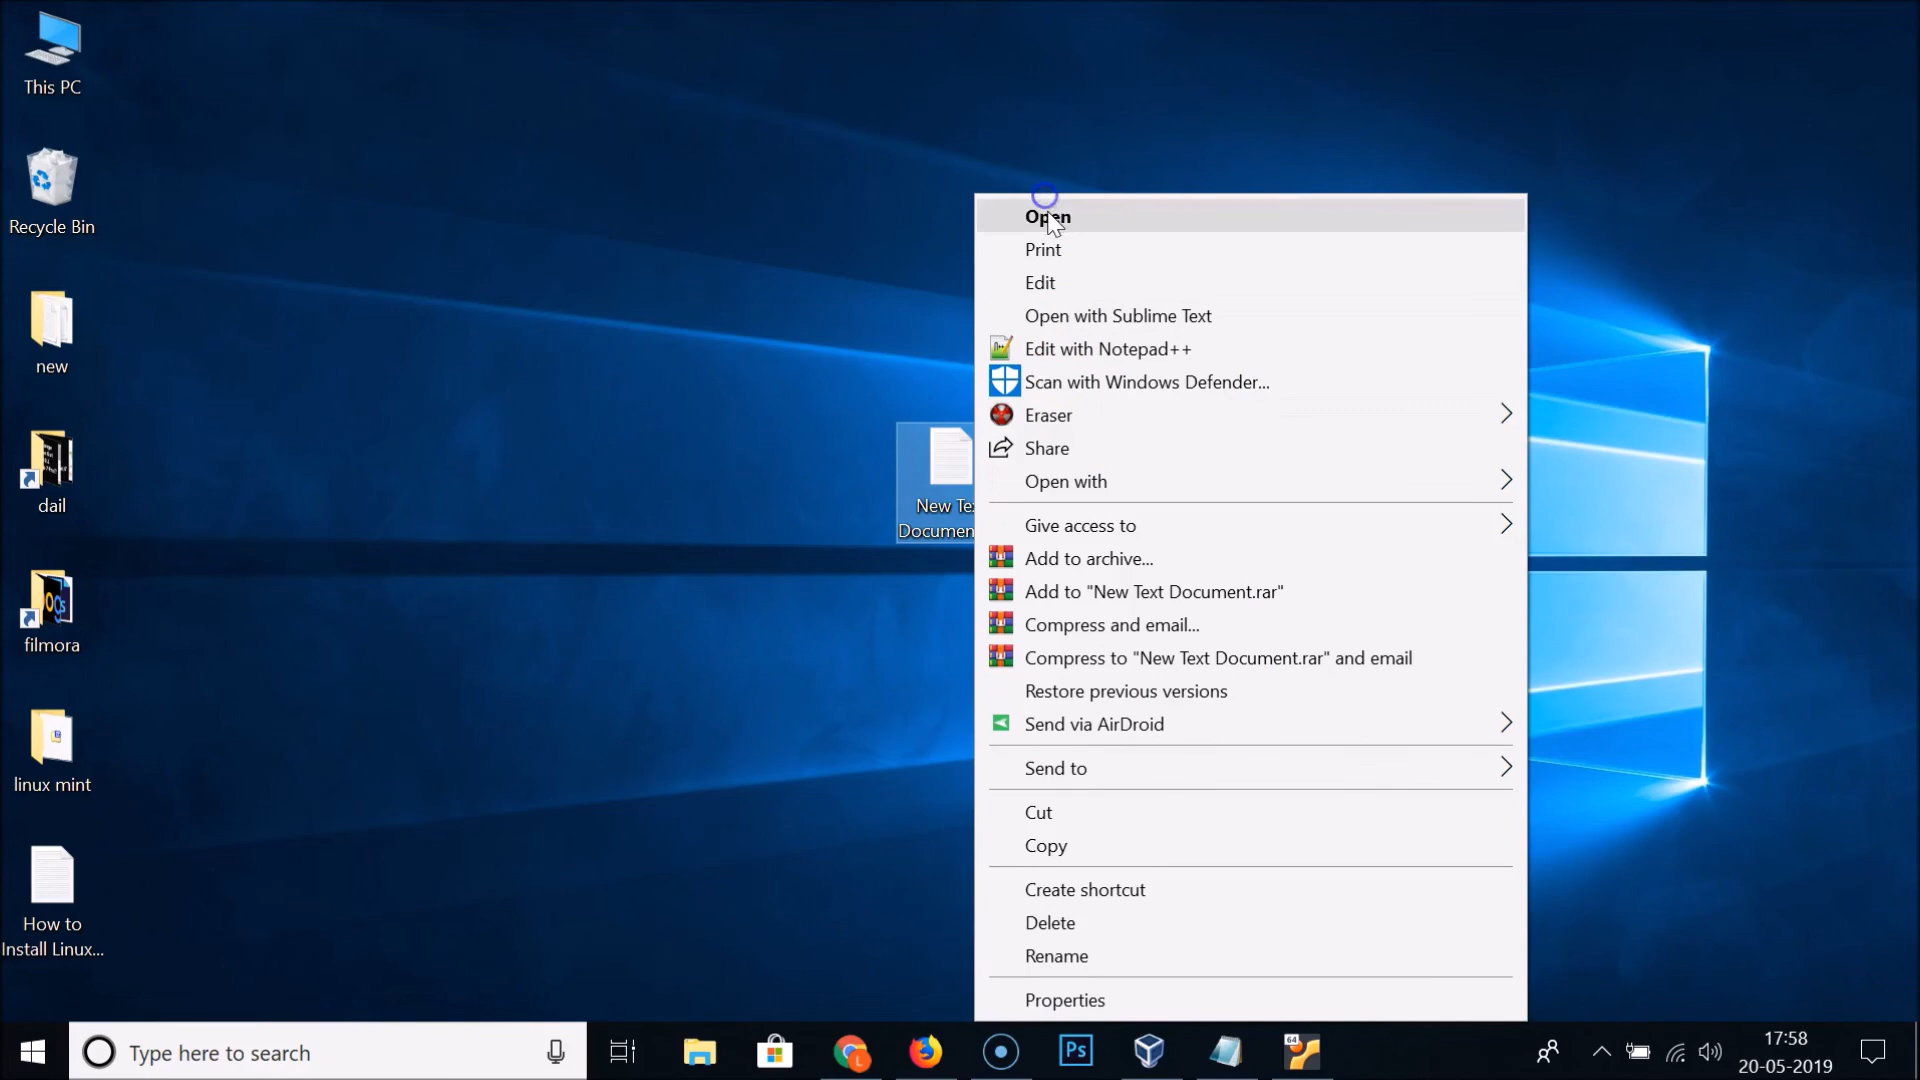 This PC
Recycle Bin
new
dail
filmora
linux mint
How to
Install Linux...
New Te
Documen
Open
Print
Edit
Open with Sublime Text
Edit with Notepad++
Scan with Windows Defender...
Eraser
Share
Open with
Give access to
Add to archive...
Add to "New Text Document.rar"
Compress and email...
Compress to "New Text Document.rar" and email
Restore previous versions
Send via AirDroid
Send to
Cut
Copy
Create shortcut
Delete
Rename
Properties
Type here to search
L
Ps
64
17:58
20-05-2019